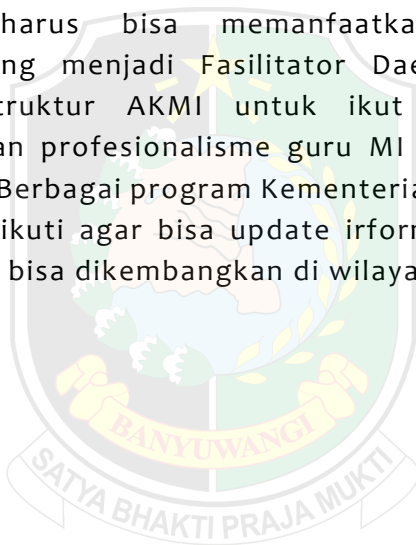 harus bisa memanfaatka
ng menjadi Fasilitator Dae
truktur AKMI untuk ikut
an profesionalisme guru MI
Berbagai program Kementeria
ikuti agar bisa update irforn
bisa dikembangkan di wilaya
BANYUWANGI
SATYA BHAKTI PRAJA MUKTI